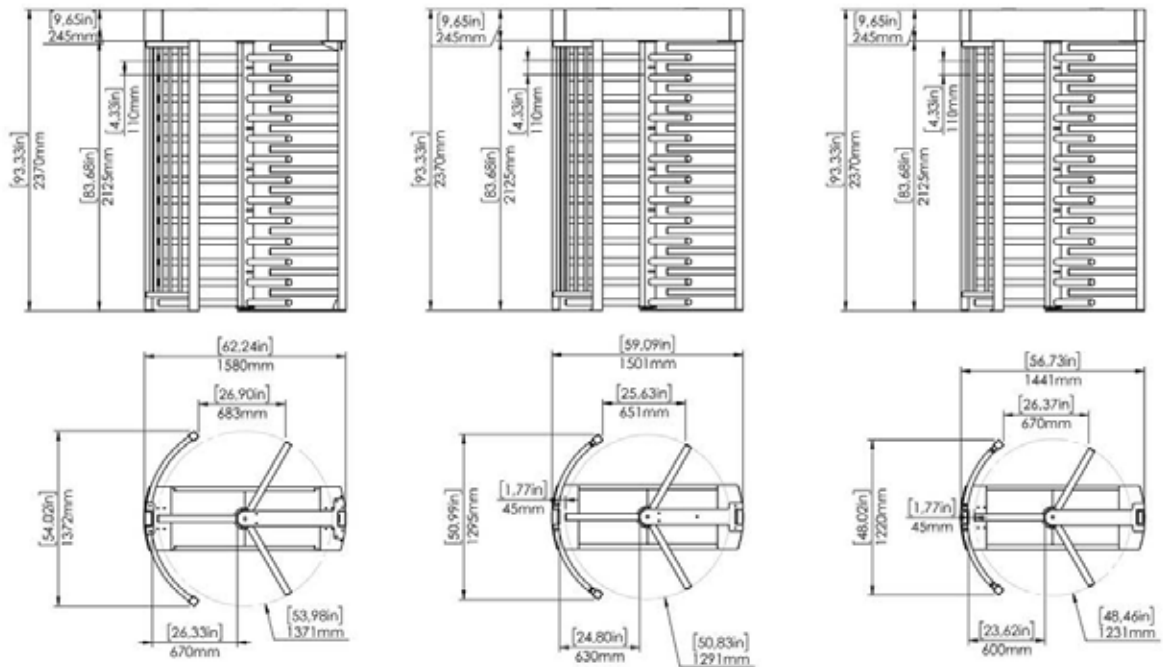 [9,65in]
245mm
[4,33in]
110mm
[93,33in]
2370mm
[83,68in]
2125mm
[9,65in]
245mm
[4,33in]
110mm
[93,33in]
2370mm
[83,68in]
2125mm
[9,65in]
245mm
[4,33in]
110mm
[93,33in]
2370mm
[83,68in]
2125mm
[62,24in]
1580mm
[26,90in]
683mm
[54,02in]
1372mm
[53,98in]
1371mm
[26,33in]
670mm
[59,09in]
1501mm
[25,63in]
651mm
[1,77in]
45mm
[50,99in]
1295mm
[24,80in]
630mm
[50,83in]
1291mm
[56,73in]
1441mm
[26,37in]
670mm
[1,77in]
45mm
[48,02in]
1220mm
[48,46in]
1231mm
[23,62in]
600mm